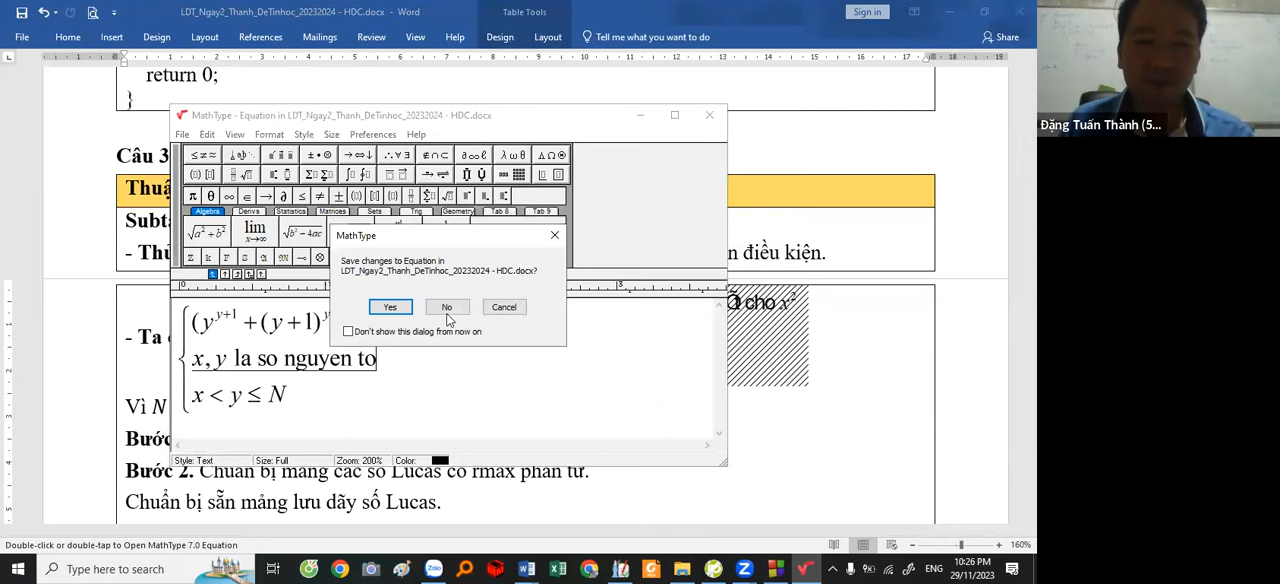 LDT_Ngay2_Thanh_DeTinhoc_20232024 - HDC.docx - Word
Table Tools
Sign in
File Home Insert Design Layout References Mailings Review View Help Design Layout Tell me what you want to do Share
return 0;
}
MathType - Equation in LDT_Ngay2_Thanh_DeTinhoc_20232024 - HDC.docx
File Edit View Format Style Size Preferences Help
Algebra Derivs Statistics Matrices Sets Trig Geometry Tab 8 Tab 9
MathType
Save changes to Equation in
LDT_Ngay2_Thanh_DeTinhoc_20232024 - HDC.docx?
Yes No Cancel
Don't show this dialog from now on
x, y la so nguyen to
x < y ≤ N
Style: Text Size: Full Zoom: 200% Color:
Câu 3
n điều kiện.
cho x²
- Ta
Vì N
Bước 2. Chuẩn bị mảng các số Lucas có rmax phần tử.
Chuẩn bị sẵn mảng lưu dãy số Lucas.
Đặng Tuấn Thành (5...
Double-click or double-tap to Open MathType 7.0 Equation
160%
Type here to search
ENG
10:26 PM
29/11/2023